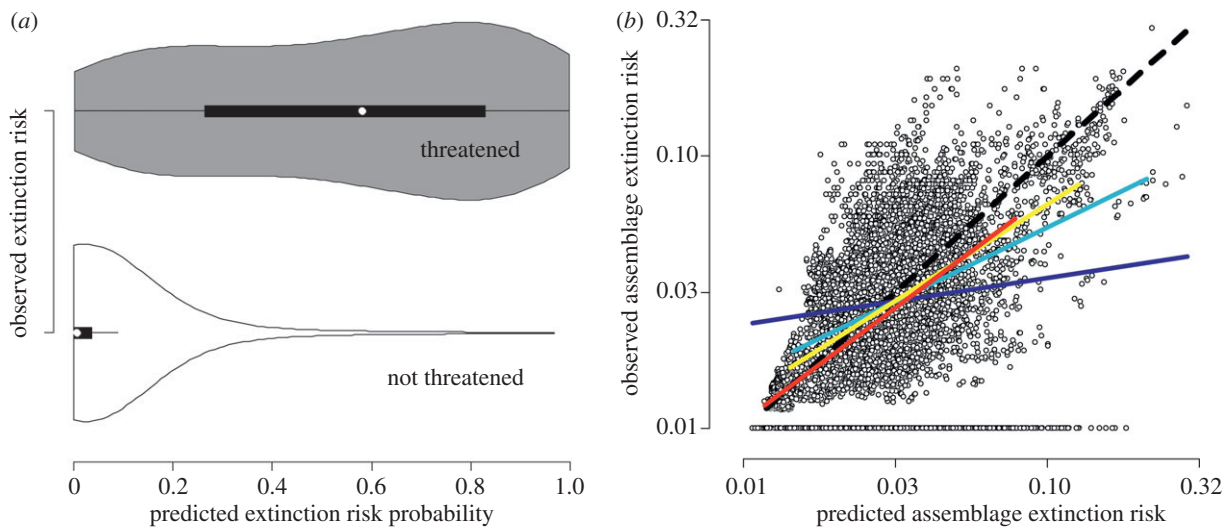 (a)
observed extinction risk
threatened
not threatened
0 0.2 0.4 0.6 0.8 1.0
predicted extinction risk probability
(b)
observed assemblage extinction risk
0.32
0.10
0.03
0.01
0.01 0.03 0.10 0.32
predicted assemblage extinction risk